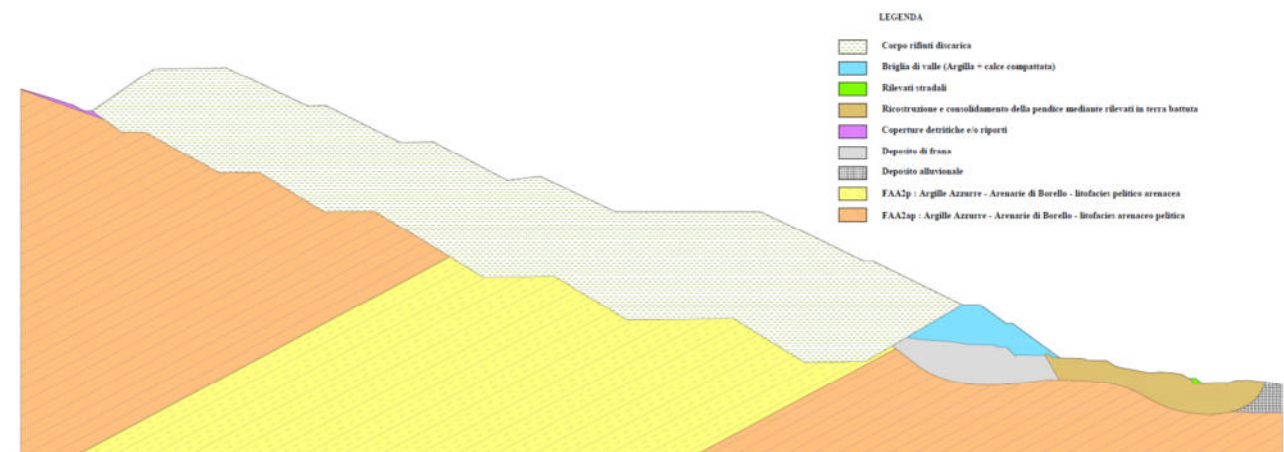 LEGENDA
Corpo rifiuti discarica
Briglia di valle (Argilla + calce compattata)
Rilevati stradali
Ricostruzione e consolidamento della pendice mediante rilevati in terra battuta
Coperture detritiche e/o riporti
Deposito di frana
Deposito alluvionale
FAA2p : Argille Azzurre - Arenarie di Borello - litofacies pelitico arenacea
FAA2ap : Argille Azzurre - Arenarie di Borello - litofacies arenaceo pelitica